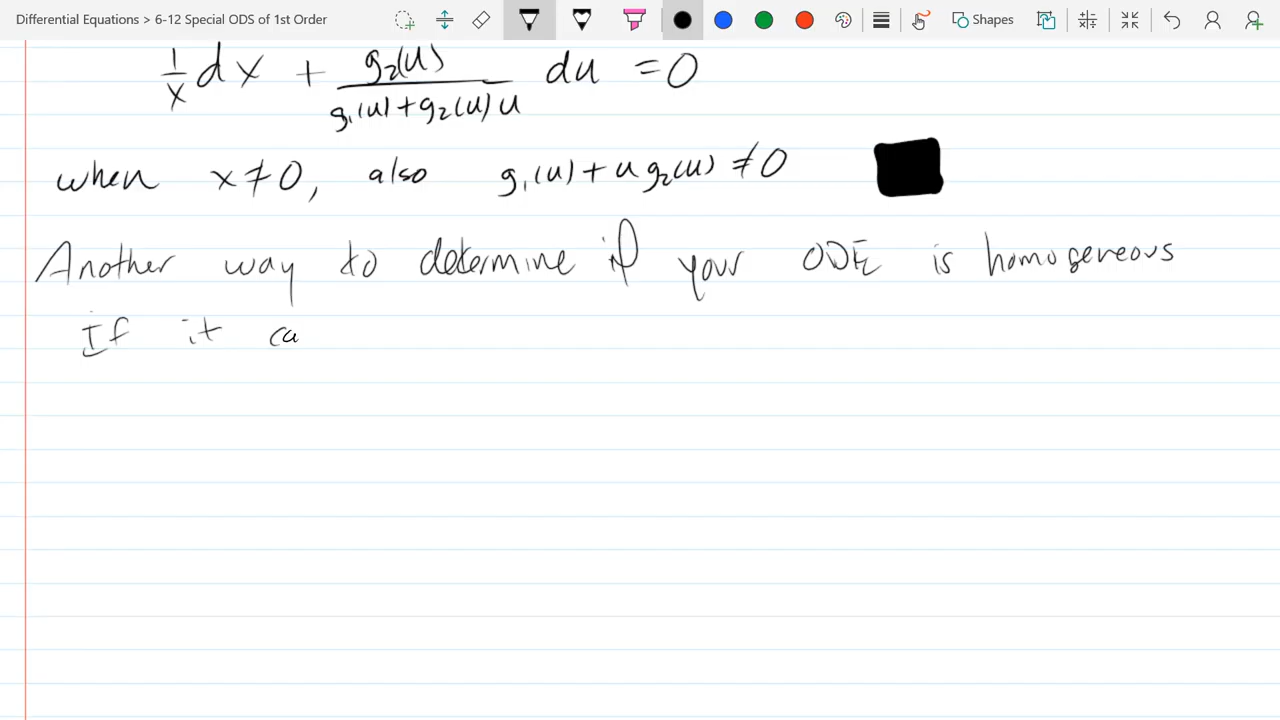 Differential Equations > 6-12 Special ODS of 1st Order
Shapes
1/x dx + g₂(u)/(g₁(u)+g₂(u)u) du = 0
when x≠0, also g₁(u)+u g₂(u) ≠0
Another way to determine if your ODE is homogeneous
If it ca